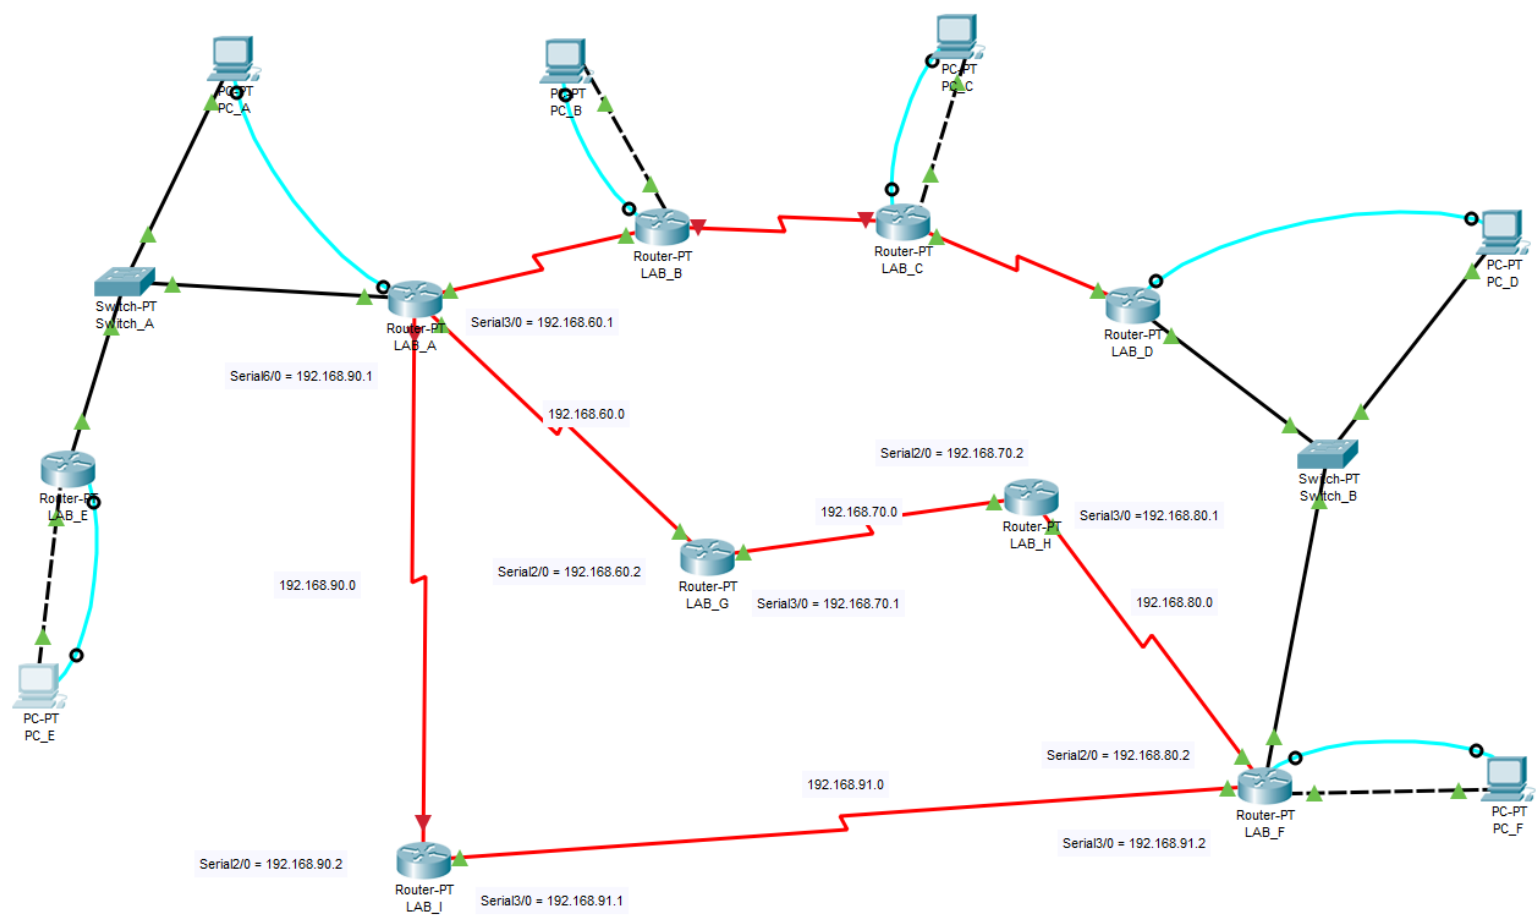 PC-PT
PC_A
PC-PT
PC_B
PC-PT
PC_C
Router-PT
LAB_B
Router-PT
LAB_C
PC-PT
PC_D
Switch-PT
Switch_A
Router-PT
LAB_A
Serial3/0 = 192.168.60.1
Router-PT
LAB_D
Serial6/0 = 192.168.90.1
192.168.60.0
Serial2/0 = 192.168.70.2
Switch-PT
Switch_B
Router-PT
LAB_E
192.168.70.0
Router-PT
LAB_H
Serial3/0 =192.168.80.1
192.168.90.0
Serial2/0 = 192.168.60.2
Router-PT
LAB_G
Serial3/0 = 192.168.70.1
192.168.80.0
PC-PT
PC_E
Serial2/0 = 192.168.80.2
192.168.91.0
Router-PT
LAB_F
PC-PT
PC_F
Serial3/0 = 192.168.91.2
Serial2/0 = 192.168.90.2
Router-PT
LAB_I
Serial3/0 = 192.168.91.1